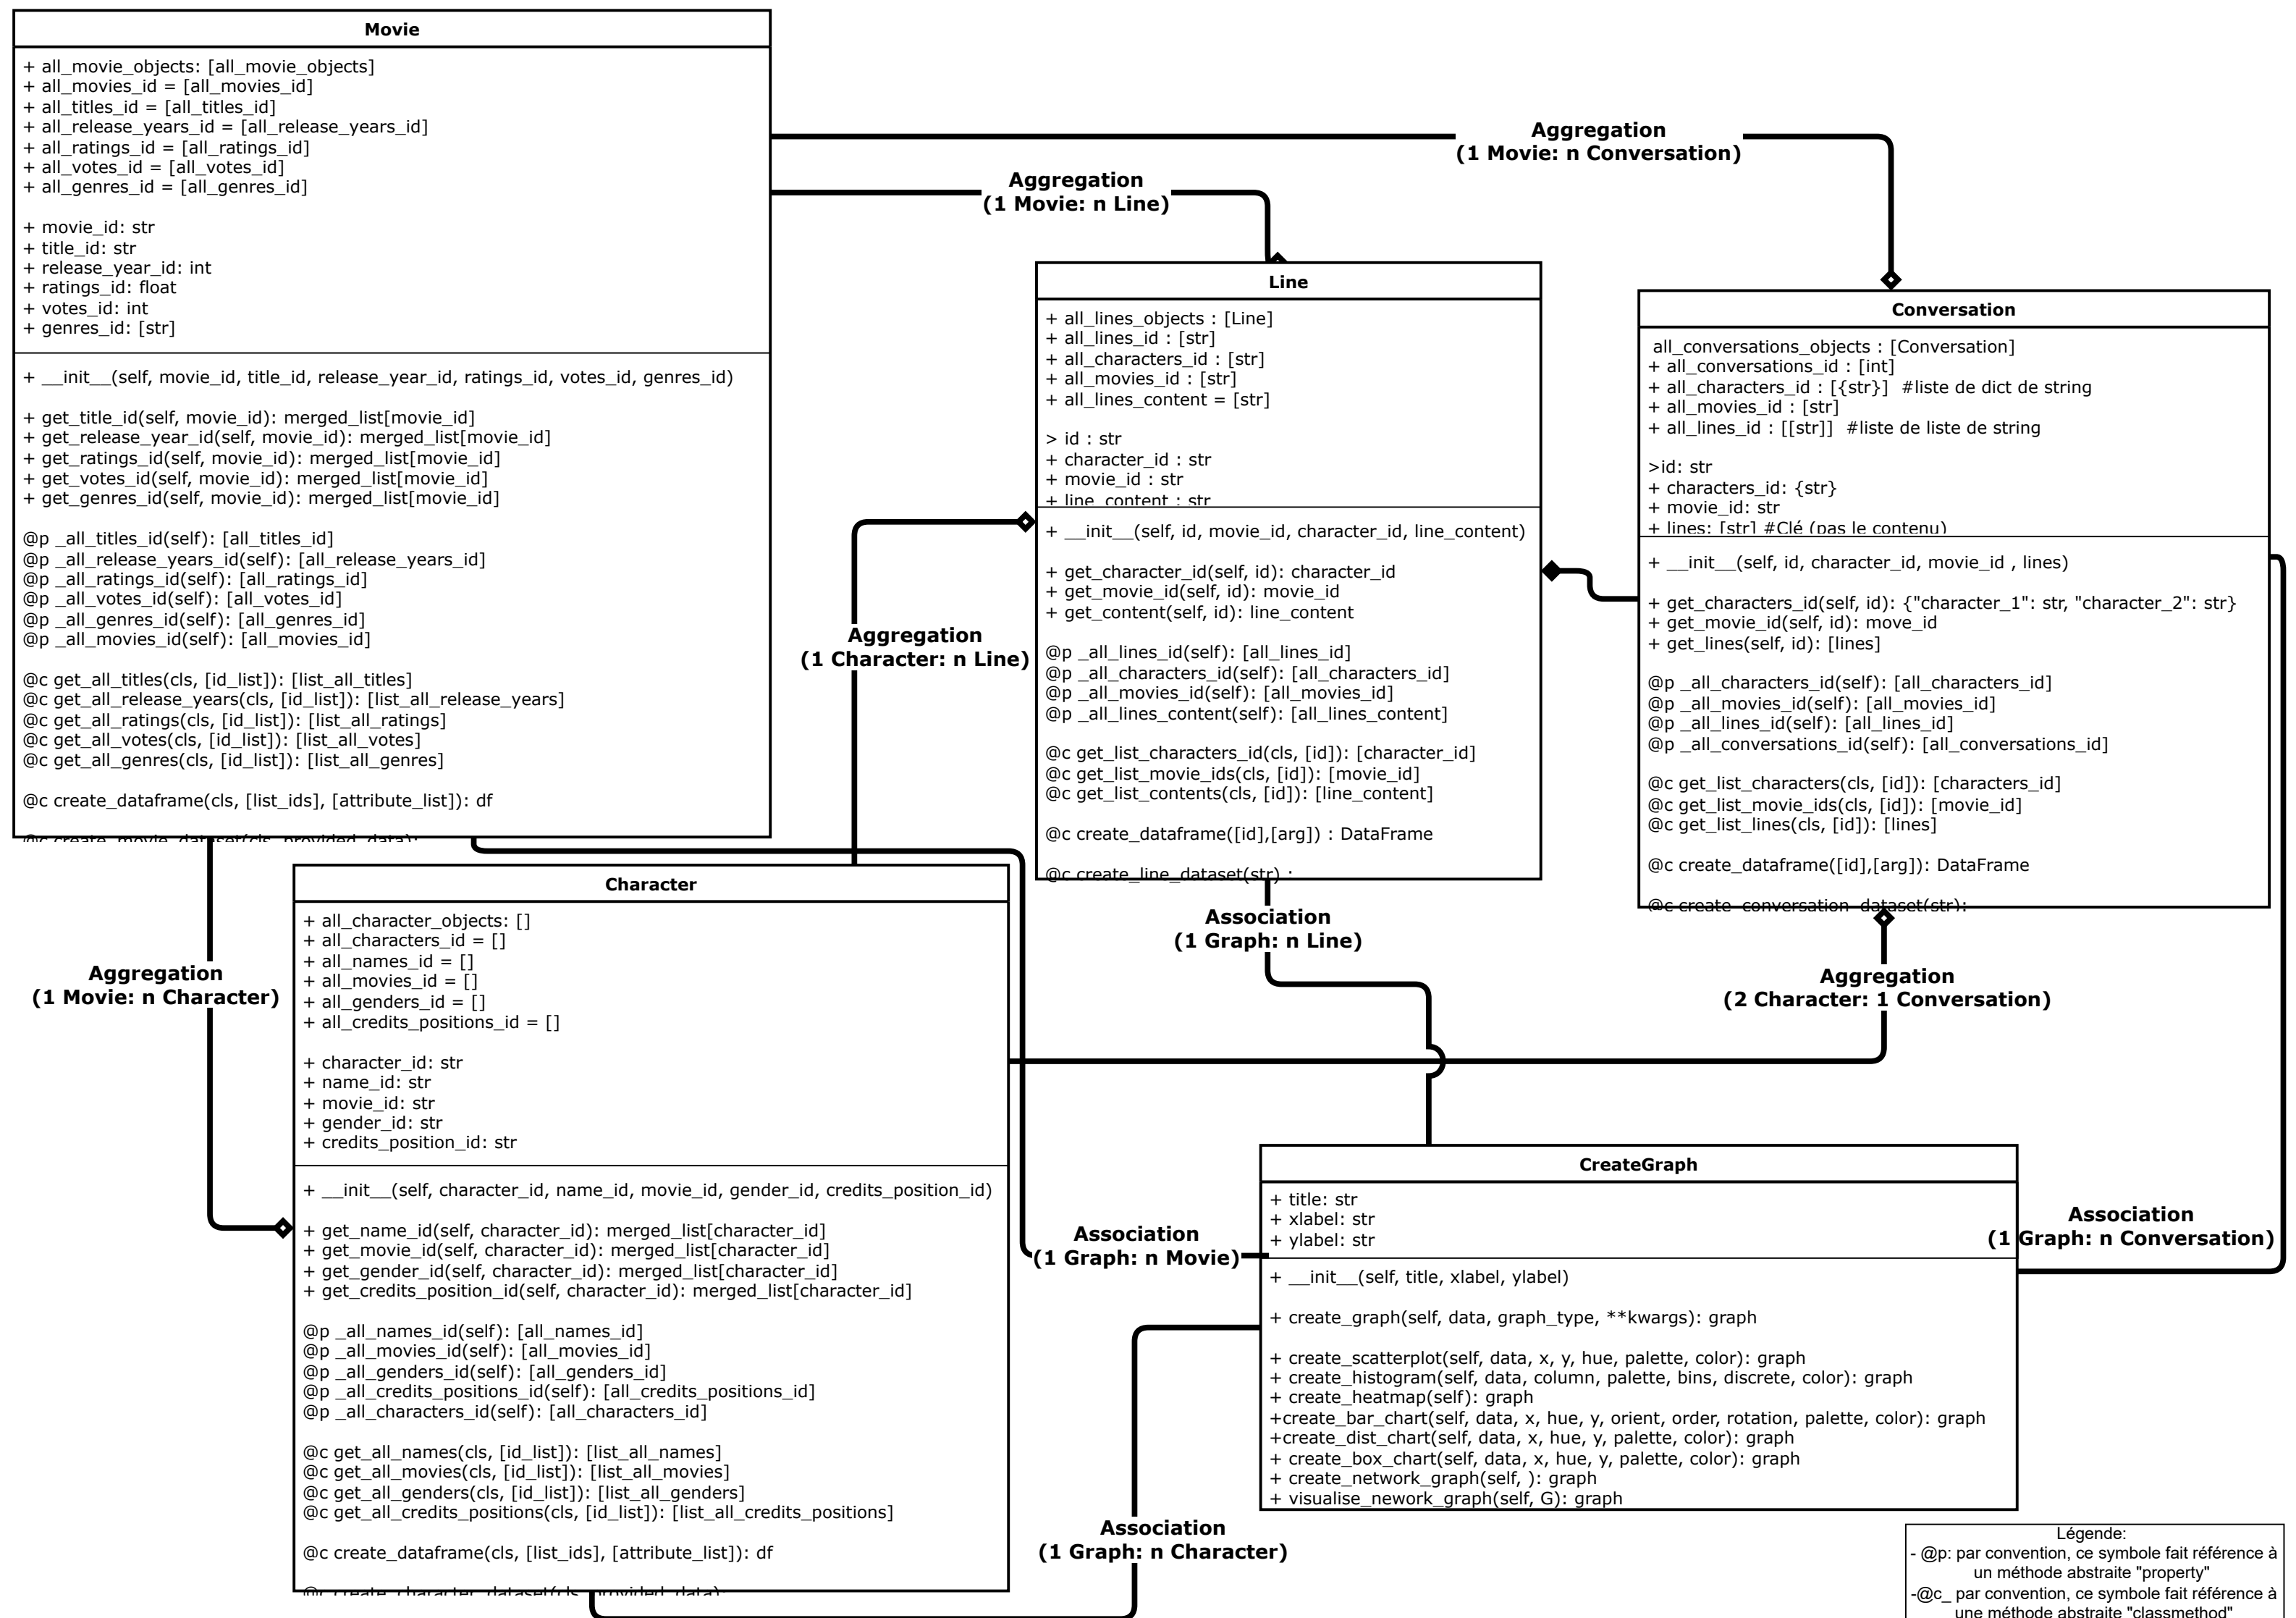 Movie
+ all_movie_objects: [all_movie_objects]
+ all_movies_id = [all_movies_id]
+ all_titles_id = [all_titles_id]
+ all_release_years_id = [all_release_years_id]
+ all_ratings_id = [all_ratings_id]
+ all_votes_id = [all_votes_id]
+ all_genres_id = [all_genres_id]
+ movie_id: str
+ title_id: str
+ release_year_id: int
+ ratings_id: float
+ votes_id: int
+ genres_id: [str]
+ __init__(self, movie_id, title_id, release_year_id, ratings_id, votes_id, genres_id)
+ get_title_id(self, movie_id): merged_list[movie_id]
+ get_release_year_id(self, movie_id): merged_list[movie_id]
+ get_ratings_id(self, movie_id): merged_list[movie_id]
+ get_votes_id(self, movie_id): merged_list[movie_id]
+ get_genres_id(self, movie_id): merged_list[movie_id]
@p _all_titles_id(self): [all_titles_id]
@p _all_release_years_id(self): [all_release_years_id]
@p _all_ratings_id(self): [all_ratings_id]
@p _all_votes_id(self): [all_votes_id]
@p _all_genres_id(self): [all_genres_id]
@p _all_movies_id(self): [all_movies_id]
@c get_all_titles(cls, [id_list]): [list_all_titles]
@c get_all_release_years(cls, [id_list]): [list_all_release_years]
@c get_all_ratings(cls, [id_list]): [list_all_ratings]
@c get_all_votes(cls, [id_list]): [list_all_votes]
@c get_all_genres(cls, [id_list]): [list_all_genres]
@c create_dataframe(cls, [list_ids], [attribute_list]): df
@c create_movie_dataset(cls, provided_data):
Aggregation
(1 Movie: n Conversation)
Aggregation
(1 Movie: n Line)
Line
+ all_lines_objects : [Line]
+ all_lines_id : [str]
+ all_characters_id : [str]
+ all_movies_id : [str]
+ all_lines_content = [str]
> id : str
+ character_id : str
+ movie_id : str
+ line_content : str
+ __init__(self, id, movie_id, character_id, line_content)
+ get_character_id(self, id): character_id
+ get_movie_id(self, id): movie_id
+ get_content(self, id): line_content
@p _all_lines_id(self): [all_lines_id]
@p _all_characters_id(self): [all_characters_id]
@p _all_movies_id(self): [all_movies_id]
@p _all_lines_content(self): [all_lines_content]
@c get_list_characters_id(cls, [id]): [character_id]
@c get_list_movie_ids(cls, [id]): [movie_id]
@c get_list_contents(cls, [id]): [line_content]
@c create_dataframe([id],[arg]) : DataFrame
@c create_line_dataset(str) :
Conversation
all_conversations_objects : [Conversation]
+ all_conversations_id : [int]
+ all_characters_id : [{str}]  #liste de dict de string
+ all_movies_id : [str]
+ all_lines_id : [[str]]  #liste de liste de string
>id: str
+ characters_id: {str}
+ movie_id: str
+ lines: [str] #Clé (pas le contenu)
+ __init__(self, id, character_id, movie_id , lines)
+ get_characters_id(self, id): {"character_1": str, "character_2": str}
+ get_movie_id(self, id): move_id
+ get_lines(self, id): [lines]
@p _all_characters_id(self): [all_characters_id]
@p _all_movies_id(self): [all_movies_id]
@p _all_lines_id(self): [all_lines_id]
@p _all_conversations_id(self): [all_conversations_id]
@c get_list_characters(cls, [id]): [characters_id]
@c get_list_movie_ids(cls, [id]): [movie_id]
@c get_list_lines(cls, [id]): [lines]
@c create_dataframe([id],[arg]): DataFrame
@c create_conversation_dataset(str):
Aggregation
(1 Character: n Line)
Aggregation
(1 Movie: n Character)
Character
+ all_character_objects: []
+ all_characters_id = []
+ all_names_id = []
+ all_movies_id = []
+ all_genders_id = []
+ all_credits_positions_id = []
+ character_id: str
+ name_id: str
+ movie_id: str
+ gender_id: str
+ credits_position_id: str
+ __init__(self, character_id, name_id, movie_id, gender_id, credits_position_id)
+ get_name_id(self, character_id): merged_list[character_id]
+ get_movie_id(self, character_id): merged_list[character_id]
+ get_gender_id(self, character_id): merged_list[character_id]
+ get_credits_position_id(self, character_id): merged_list[character_id]
@p _all_names_id(self): [all_names_id]
@p _all_movies_id(self): [all_movies_id]
@p _all_genders_id(self): [all_genders_id]
@p _all_credits_positions_id(self): [all_credits_positions_id]
@p _all_characters_id(self): [all_characters_id]
@c get_all_names(cls, [id_list]): [list_all_names]
@c get_all_movies(cls, [id_list]): [list_all_movies]
@c get_all_genders(cls, [id_list]): [list_all_genders]
@c get_all_credits_positions(cls, [id_list]): [list_all_credits_positions]
@c create_dataframe(cls, [list_ids], [attribute_list]): df
@c create_character_dataset(cls, provided_data)
Association
(1 Graph: n Line)
Aggregation
(2 Character: 1 Conversation)
Association
(1 Graph: n Movie)
Association
(1 Graph: n Conversation)
Association
(1 Graph: n Character)
CreateGraph
+ title: str
+ xlabel: str
+ ylabel: str
+ __init__(self, title, xlabel, ylabel)
+ create_graph(self, data, graph_type, **kwargs): graph
+ create_scatterplot(self, data, x, y, hue, palette, color): graph
+ create_histogram(self, data, column, palette, bins, discrete, color): graph
+ create_heatmap(self): graph
+create_bar_chart(self, data, x, hue, y, orient, order, rotation, palette, color): graph
+create_dist_chart(self, data, x, hue, y, palette, color): graph
+ create_box_chart(self, data, x, hue, y, palette, color): graph
+ create_network_graph(self, ): graph
+ visualise_nework_graph(self, G): graph
Légende:
- @p: par convention, ce symbole fait référence à
un méthode abstraite "property"
-@c_ par convention, ce symbole fait référence à
une méthode abstraite "classmethod"